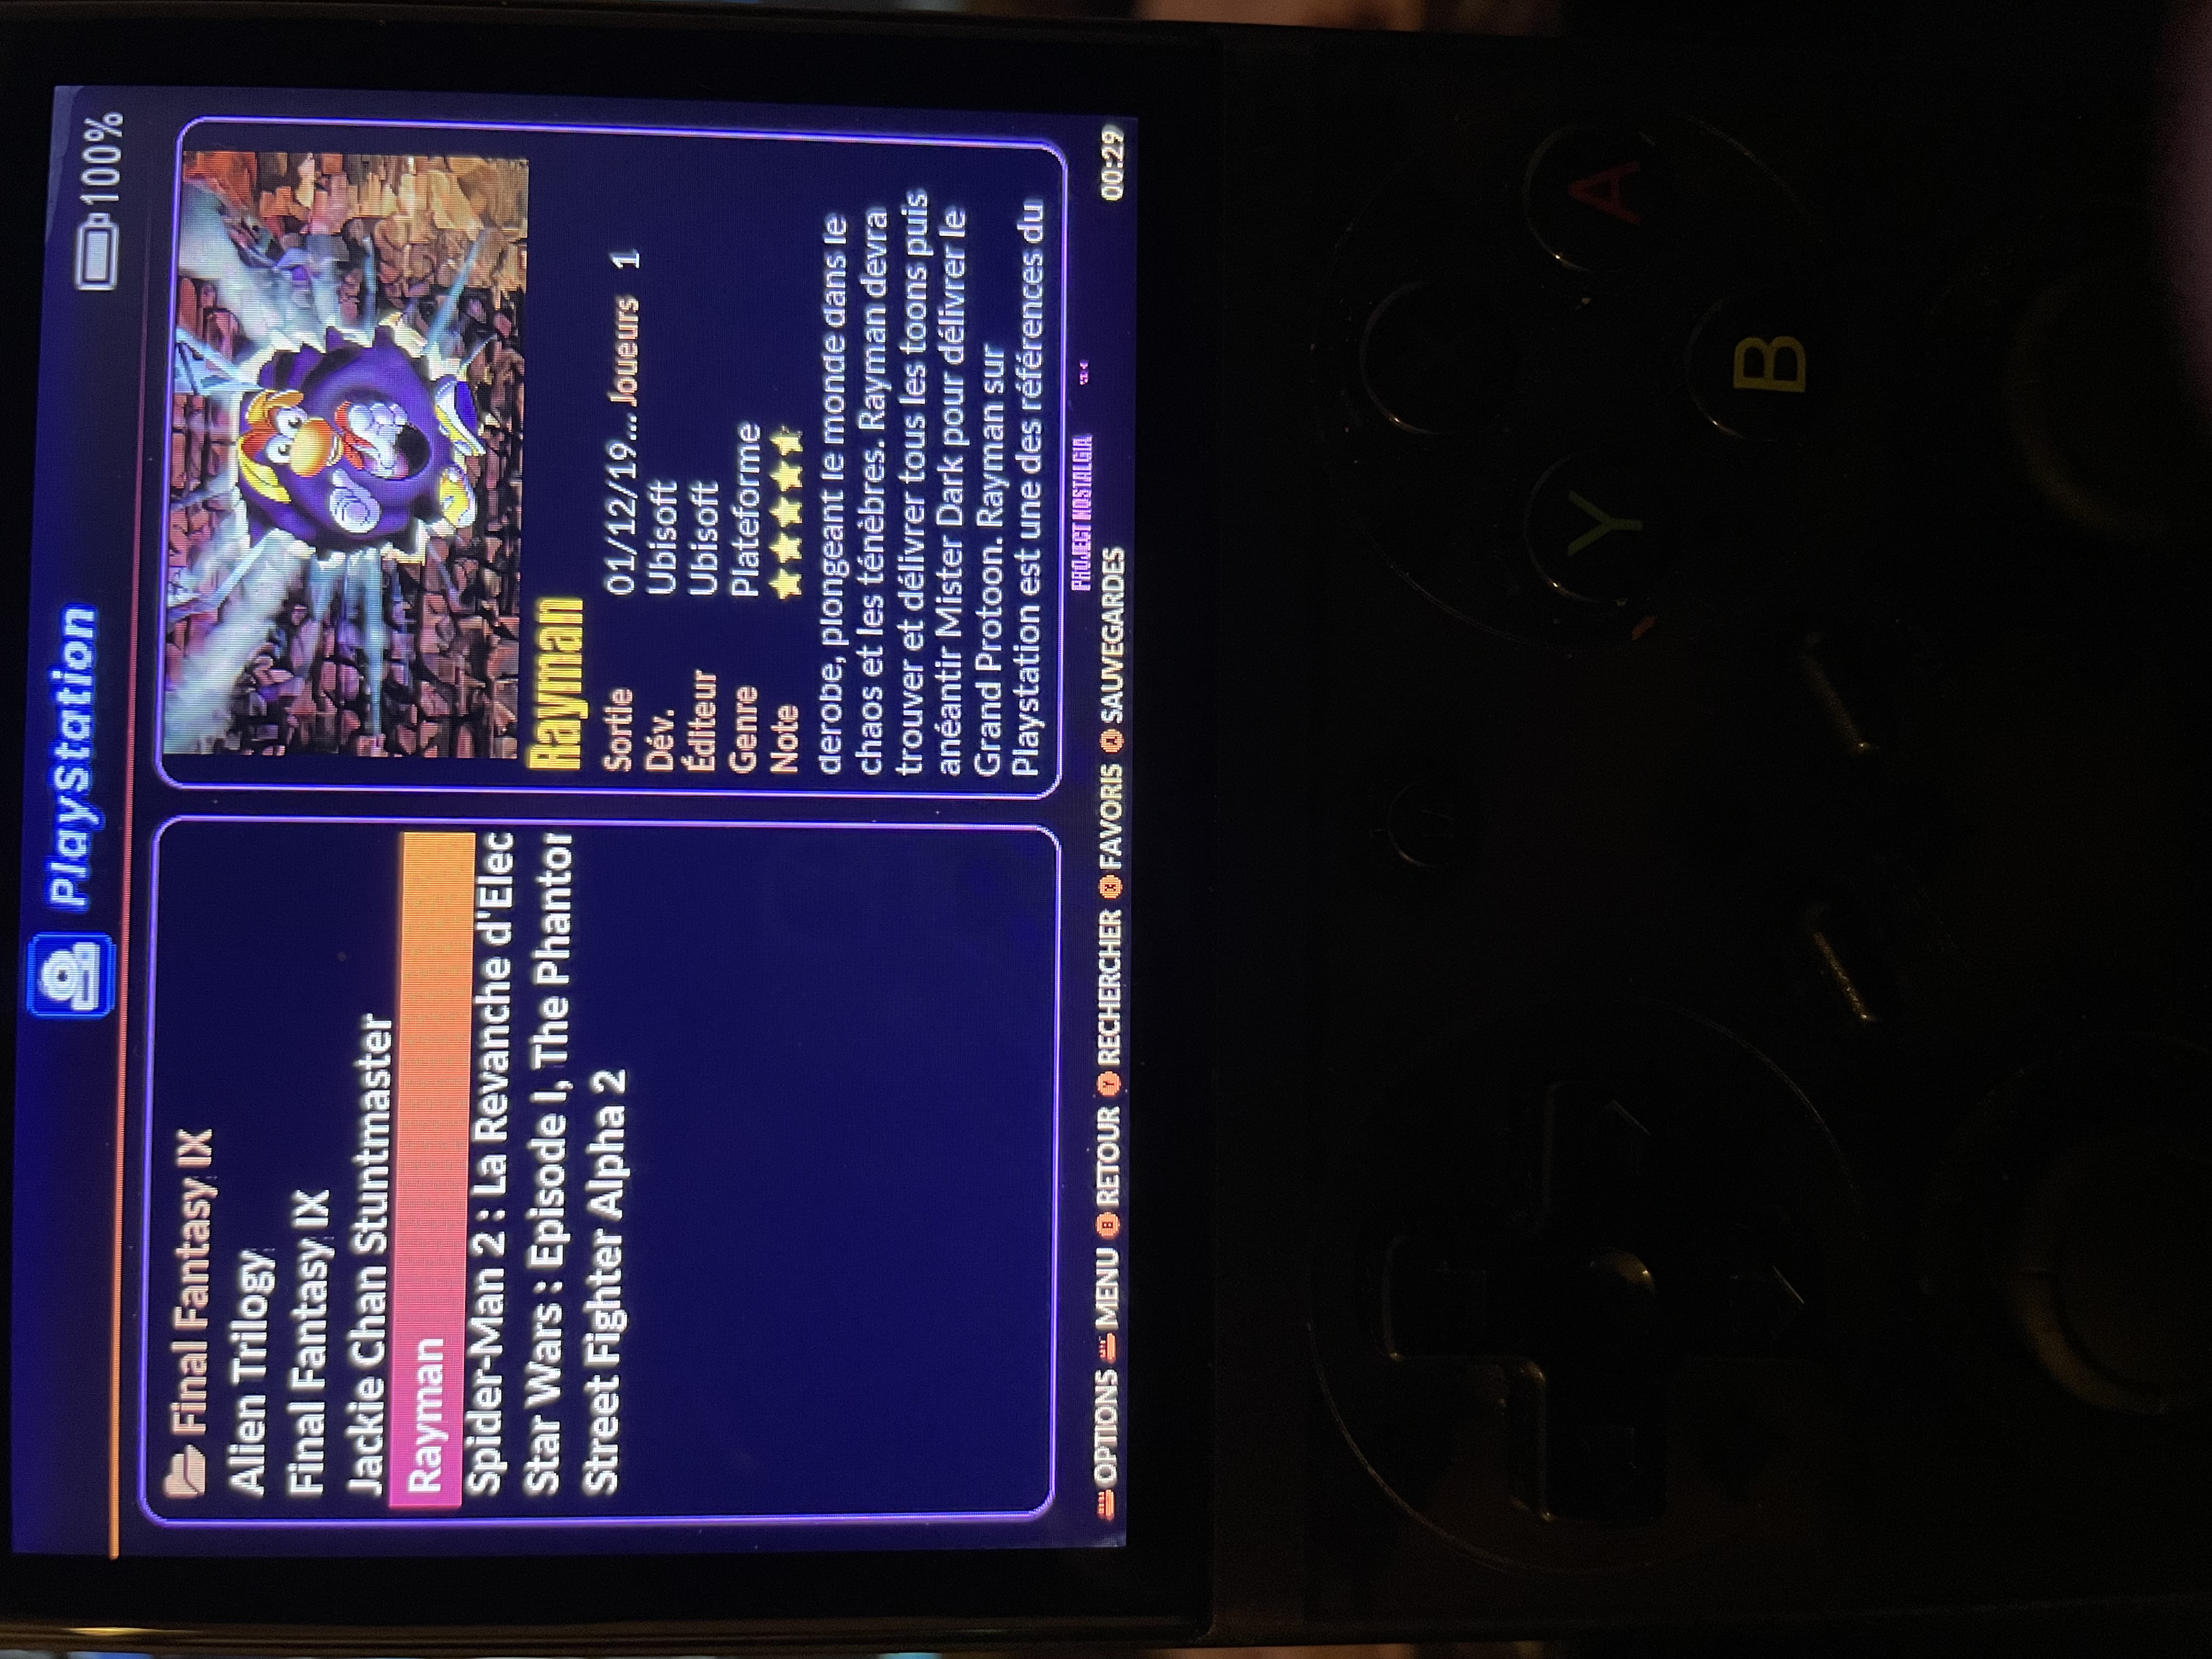 PlayStation
100%
Final Fantasy IX
Alien Trilogy
Final Fantasy IX
Jackie Chan Stuntmaster
Rayman
Spider-Man 2 : La Revanche d'Elec
Star Wars : Episode I, The Phantom
Street Fighter Alpha 2
Rayman
Sortie 01/12/19... Joueurs 1
Dév. Ubisoft
Éditeur Ubisoft
Genre Plateforme
Note
dérobe, plongeant le monde dans le
chaos et les ténèbres. Rayman devra
trouver et délivrer tous les toons puis
anéantir Mister Dark pour délivrer le
Grand Protoon. Rayman sur
Playstation est une des références du
PROJECT NOSTALGIA
OPTIONS MENU B RETOUR Y RECHERCHER X FAVORIS A SAUVEGARDES 00:29
Y
A
B